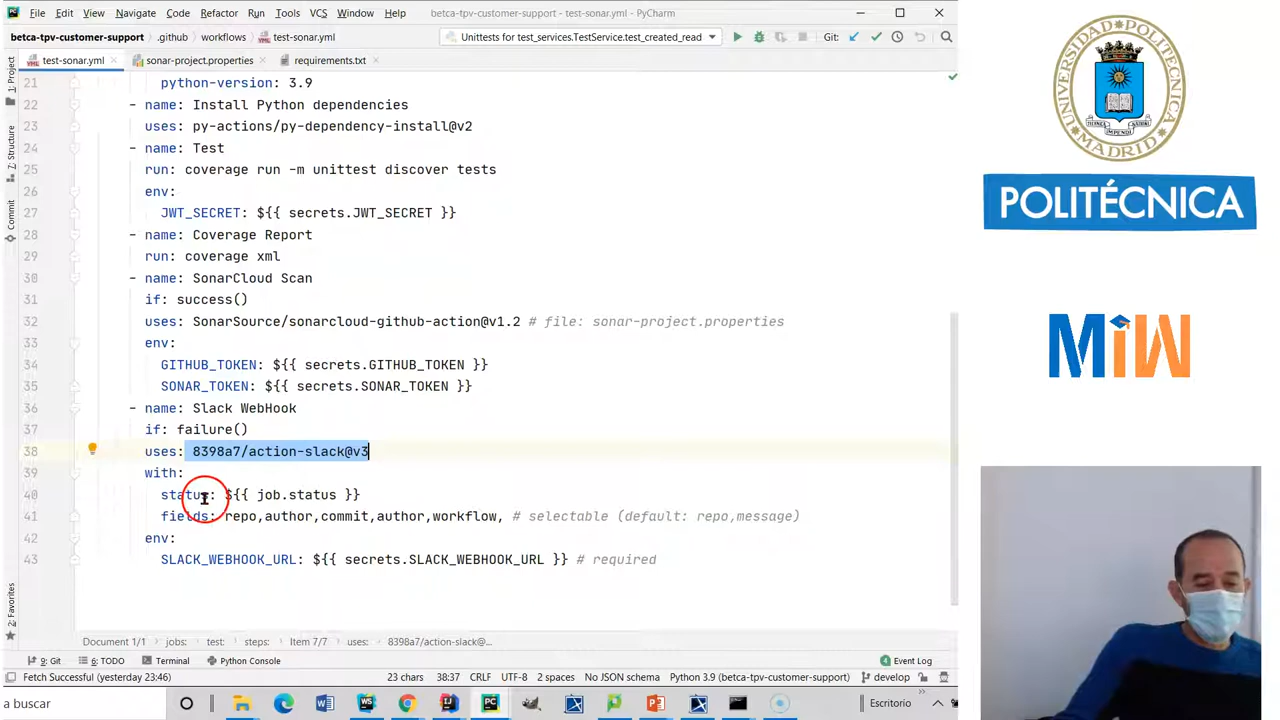 File Edit View Navigate Code Refactor Run Tools VCS Window Help betca-tpv-customer-support - test-sonar.yml - PyCharm
betca-tpv-customer-support .github workflows test-sonar.yml Unittests for test_services.TestService.test_created_read Git:
test-sonar.yml sonar-project.properties requirements.txt
1: Project
7: Structure
Commit
2: Favorites
21 python-version: 3.9
22 - name: Install Python dependencies
23 uses: py-actions/py-dependency-install@v2
24 - name: Test
25 run: coverage run -m unittest discover tests
26 env:
27 JWT_SECRET: ${{ secrets.JWT_SECRET }}
28 - name: Coverage Report
29 run: coverage xml
30 - name: SonarCloud Scan
31 if: success()
32 uses: SonarSource/sonarcloud-github-action@v1.2 # file: sonar-project.properties
33 env:
34 GITHUB_TOKEN: ${{ secrets.GITHUB_TOKEN }}
35 SONAR_TOKEN: ${{ secrets.SONAR_TOKEN }}
36 - name: Slack WebHook
37 if: failure()
38 uses: 8398a7/action-slack@v3
39 with:
40 status: ${{ job.status }}
41 fields: repo,author,commit,author,workflow, # selectable (default: repo,message)
42 env:
43 SLACK_WEBHOOK_URL: ${{ secrets.SLACK_WEBHOOK_URL }} # required
Document 1/1 jobs: test: steps: Item 7/7 uses: 8398a7/action-slack@...
9: Git 6: TODO Terminal Python Console Event Log
Fetch Successful (yesterday 23:46) 23 chars 38:37 CRLF UTF-8 2 spaces No JSON schema Python 3.9 (betca-tpv-customer-support) develop
a buscar Escritorio
UNIVERSIDAD POLITÉCNICA
MADRID
POLITÉCNICA
MiW